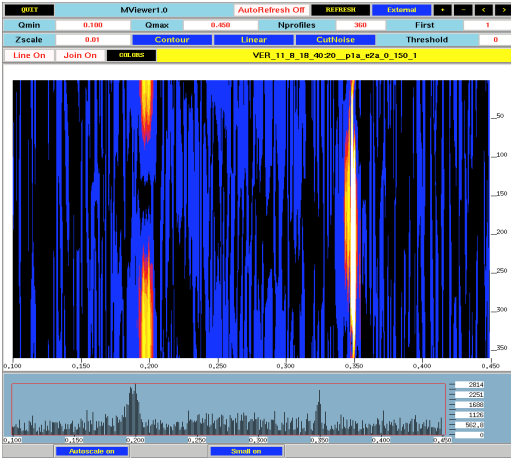 QUIT MViewer1.0 AutoRefresh Off REFRESH External + - < >
Qmin 0.100 Qmax 0.450 Nprofiles 360 First 1
Zscale 0.01 Contour Linear CutNoise Threshold 0
Line On Join On COLORS VER_11_8_18_40:20__p1a_e2a_0_150_1
50
100
150
200
250
300
350
0,100 0,150 0,200 0,250 0,300 0,350 0,400 0,450
2814
2251
1688
1126
562,8
0
0,100 0,150 0,200 0,250 0,300 0,350 0,400 0,450
Autoscale on Small on